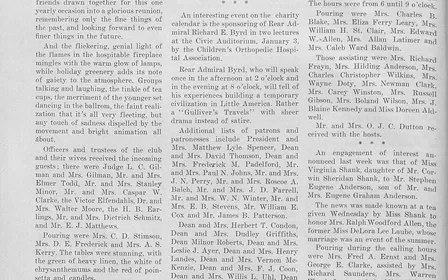 friends drawn together for this one
yearly occasion into a glorious reunion,
remembering only the fine things of
the past, and looking forward to even
finer things in the future.
And the flickering, genial light of
the flames in the hospitable fireplace
mingles with the warm glow of lamps,
while holiday greenery adds its note
of gaiety to the atmosphere. Groups
talking and laughing, the tinkle of tea
cups, the merriment of the younger set
dancing in the ballroom, the faint reali-
zation that it's all very fleeting, but
any touch of sadness dispelled by the
movement and bright animation all
about.
Officers and trustees of the club
and their wives received the incoming
guests; there were Judge L. C. Gil-
man and Mrs. Gilman, Mr. and Mrs.
Elmer Todd, Mr. and Mrs. Stanley
Minor, Mr. and Mrs. Caspar W.
Clarke, the Victor Elfendahls, Dr. and
Mrs. Walter Moore, the H. B. Ear-
lings, Mr. and Mrs. Dietrich Schmitz,
and Mr. E. J. Matthews.
Pouring were Mrs. C. D. Stimson,
Mrs. D. E. Frederick and Mrs. A. S.
Kerry. The tables were stunning, with
the green of heavy linen, the white of
chrysanthemums and the red of poin-
settia and candles.
* * *
An interesting event on the charity
calendar is the sponsoring of Rear Ad-
miral Richard E. Byrd in two lectures
at the Civic Auditorium, January 3,
by the Children's Orthopedic Hospi-
tal Association.
Rear Admiral Byrd, who will speak
once in the afternoon at 2 o'clock and
in the evening at 8 o'clock, will tell of
his experiences building a temporary
civilization in Little America. Rather
a "Gulliver's Travels" with sheer
drama instead of satire.
Additional lists of patrons and
patronesses include President and
Mrs. Matthew Lyle Spencer, Dean
and Mrs. David Thomson, Dean and
Mrs. Frederick M. Padelford, Mr.
and Mrs. Paul N. Johns, Mr. and Mrs.
J. N. Perry, Mr. and Mrs. Roscoe A.
Balch, Mr. and Mrs. J. D. Farrell,
Mr. and Mrs. W. N. Winter, Mr. and
Mrs. E. B. Stevens, Mr. William E.
Cox and Mr. James B. Patterson.
Dean and Mrs. Herbert T. Condon,
Dean and Mrs. Dudley Griffiths,
Dean Milnor Roberts, Dean and Mrs.
Leslie J. Ayer, Dean and Mrs. Henry
Landes, Dean and Mrs. Vernon Mc-
Kenzie, Dean and Mrs. P. J. Coon,
Dean and Mrs. Willis L. Uhl, Dean
The hours were from 6 until 9 o'clock.
Pouring were Mrs. Charles H.
Blake, Mrs. Elina Ferry Leary, Mrs.
William H. St. Clair, Mrs. Edmund
W. Allen, Mrs. Allan Latimer and
Mrs. Caleb Ward Baldwin.
Those assisting were Mrs. Richard
Frayn, Mrs. Hilding Anderson, Mrs.
Charles Christopher Wilkins, Mrs.
Wayne Doty, Mrs. Newman Clark,
Mrs. Carey Winston, Mrs. Russell
Gibson, Mrs. Boland Wilson, Mrs. J.
Blaine Kennedy and Miss Doreen Ald-
well.
Mr. and Mrs. O. J. C. Dutton re-
ceived with the hosts.
* * *
An engagement of interest an-
nounced last week was that of Miss
Virginia Shank, daughter of Mr. Cor-
win Sheridan Shank, to Mr. Stephen
Eugene Anderson, son of Mr. and
Mrs. Eugene Graham Anderson.
The news was made known at a tea
given Wednesday by Miss Shank to
honor Mrs. Ralph Woodford Allen, the
former Miss DeLora Lee Laube, whose
marriage was an event of the summer.
Pouring during the calling hours
were Mrs. Fred A. Ernst and Mrs.
George E. Clarke, assisted by Mrs.